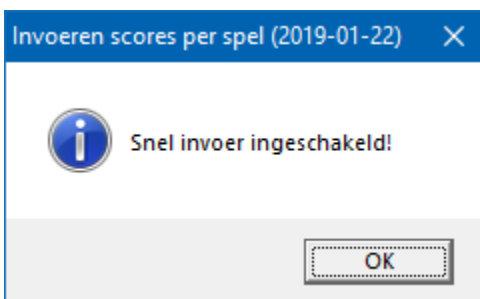 Invoeren scores per spel (2019-01-22)
Snel invoer ingeschakeld!
OK